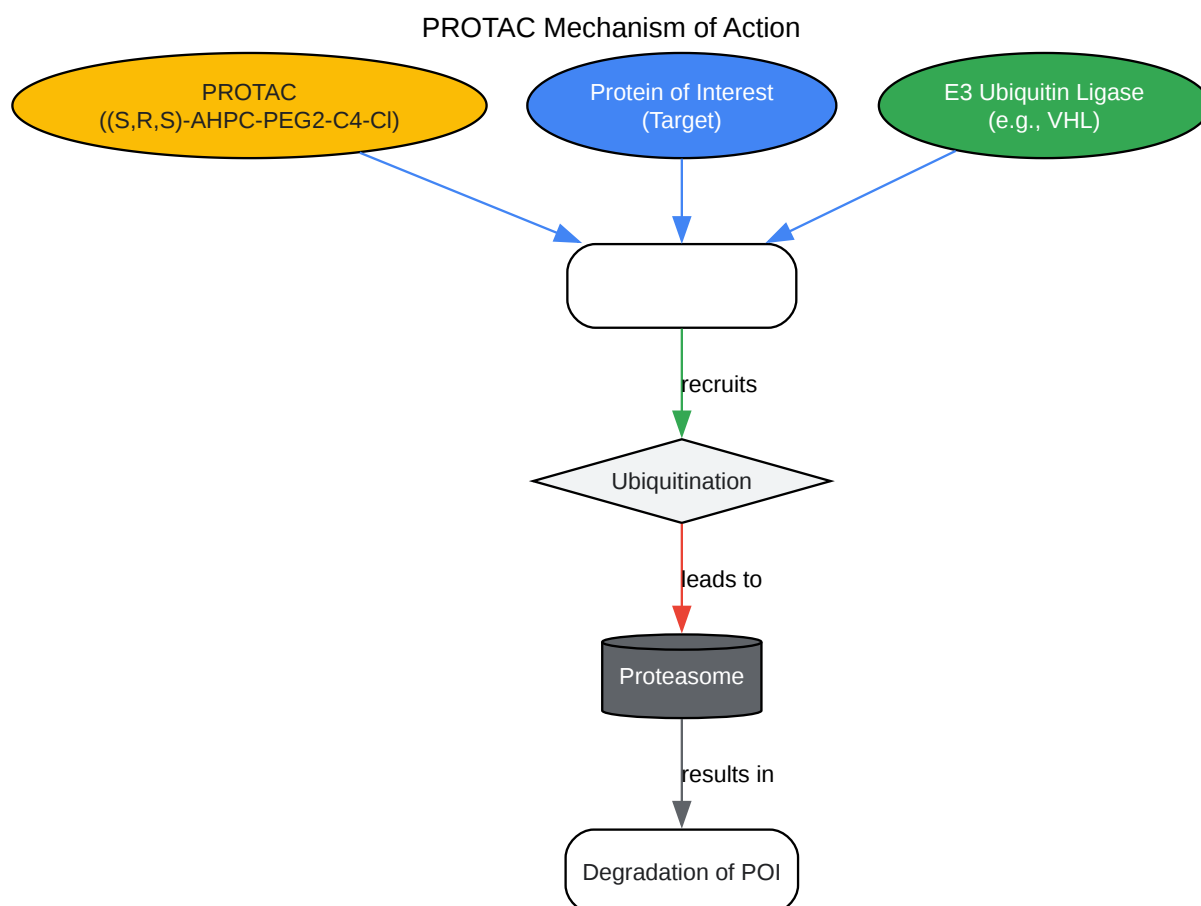 PROTAC Mechanism of Action
PROTAC
((S,R,S)-AHPC-PEG2-C4-Cl)
Protein of Interest
(Target)
E3 Ubiquitin Ligase
(e.g., VHL)
recruits
Ubiquitination
leads to
Proteasome
results in
Degradation of POI